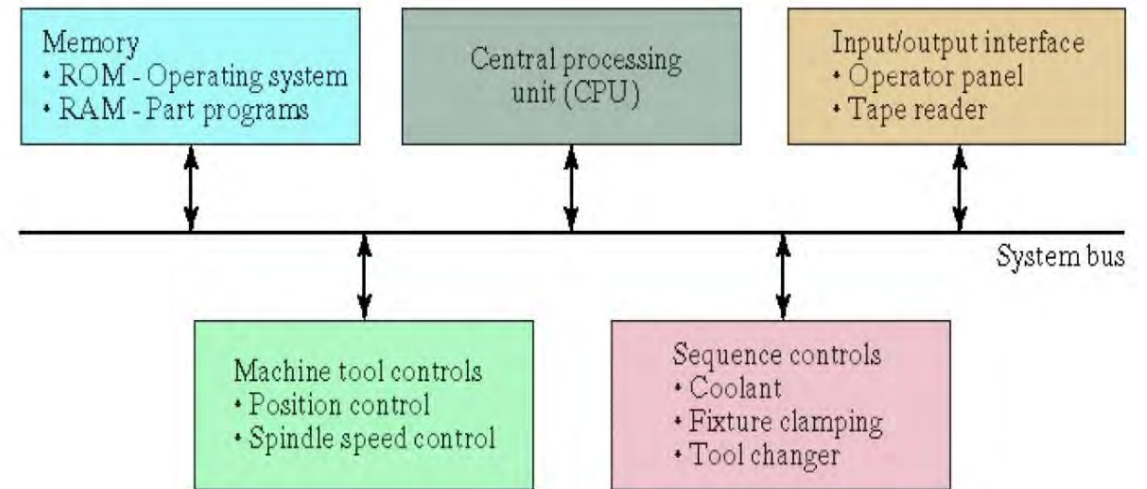 Memory
• ROM - Operating system
• RAM - Part programs
Central processing
unit (CPU)
Input/output interface
• Operator panel
• Tape reader
System bus
Machine tool controls
• Position control
• Spindle speed control
Sequence controls
• Coolant
• Fixture clamping
• Tool changer